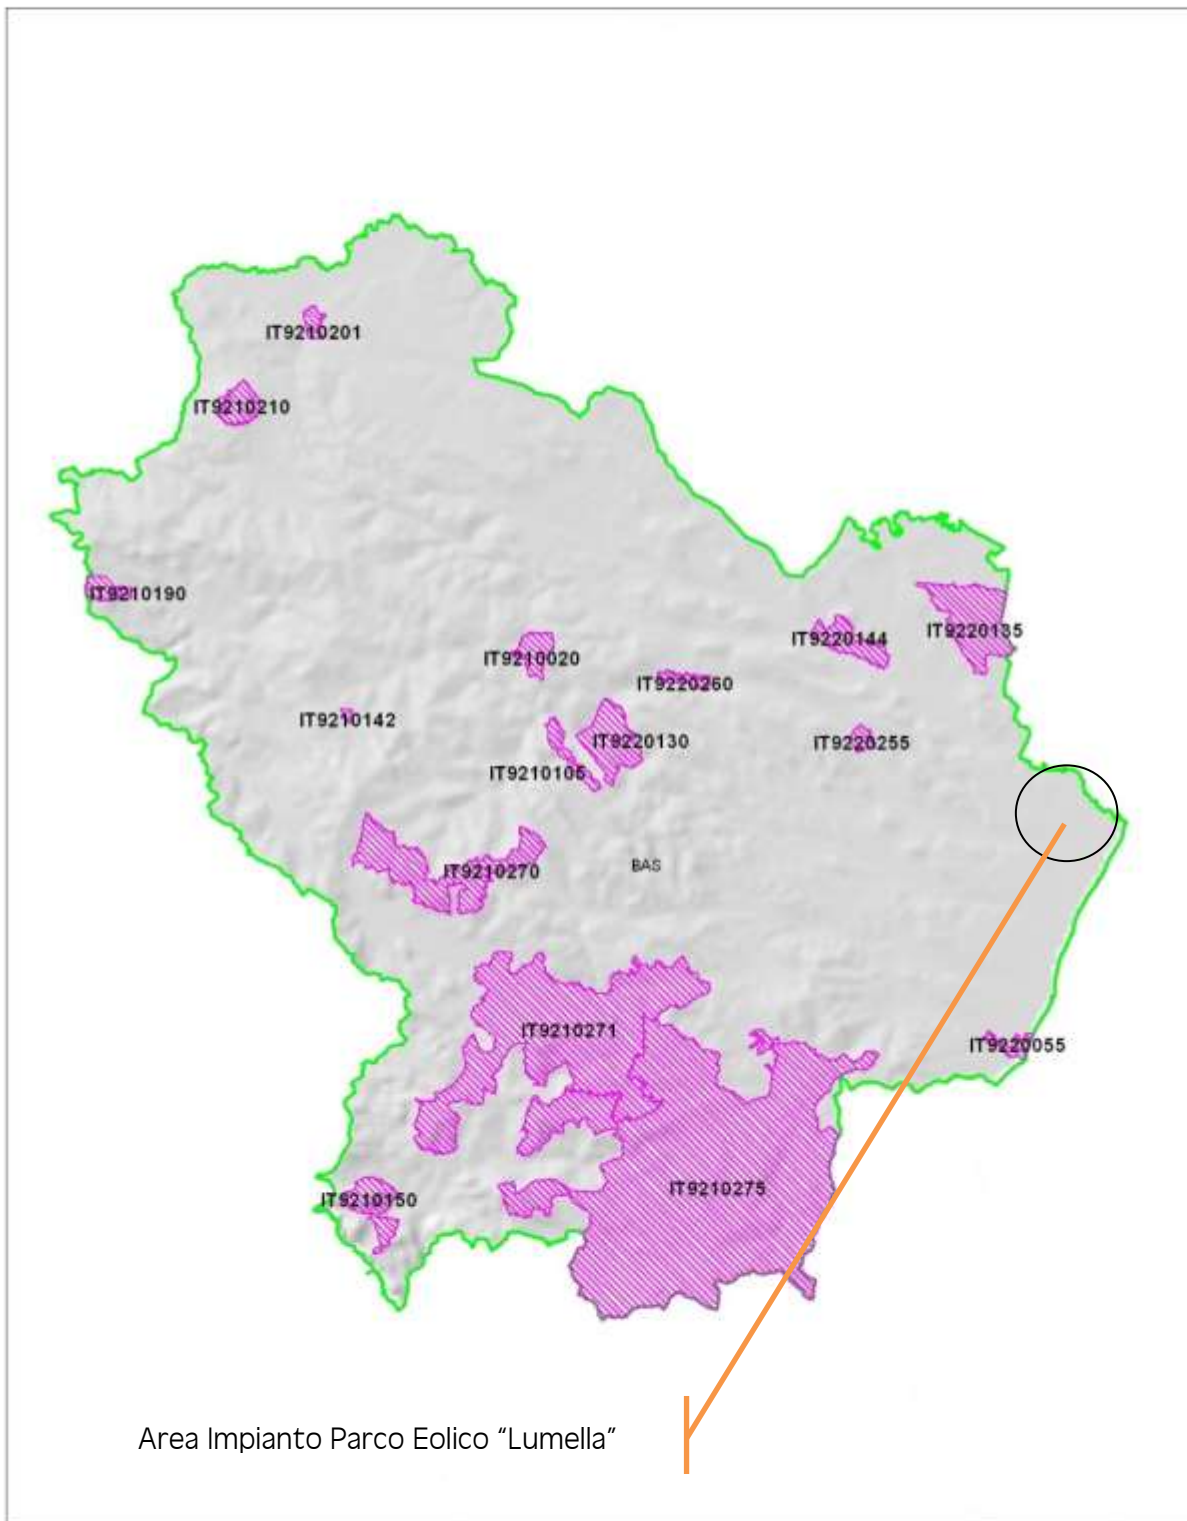 IT9210201
IT9210210
IT9210190
IT9220144
IT9220135
IT9210020
IT9220260
IT9210142
IT9220130
IT9220255
IT9210105
IT9210270
BAS
IT9210271
IT9220055
IT9210275
IT9210150
Area Impianto Parco Eolico “Lumella”